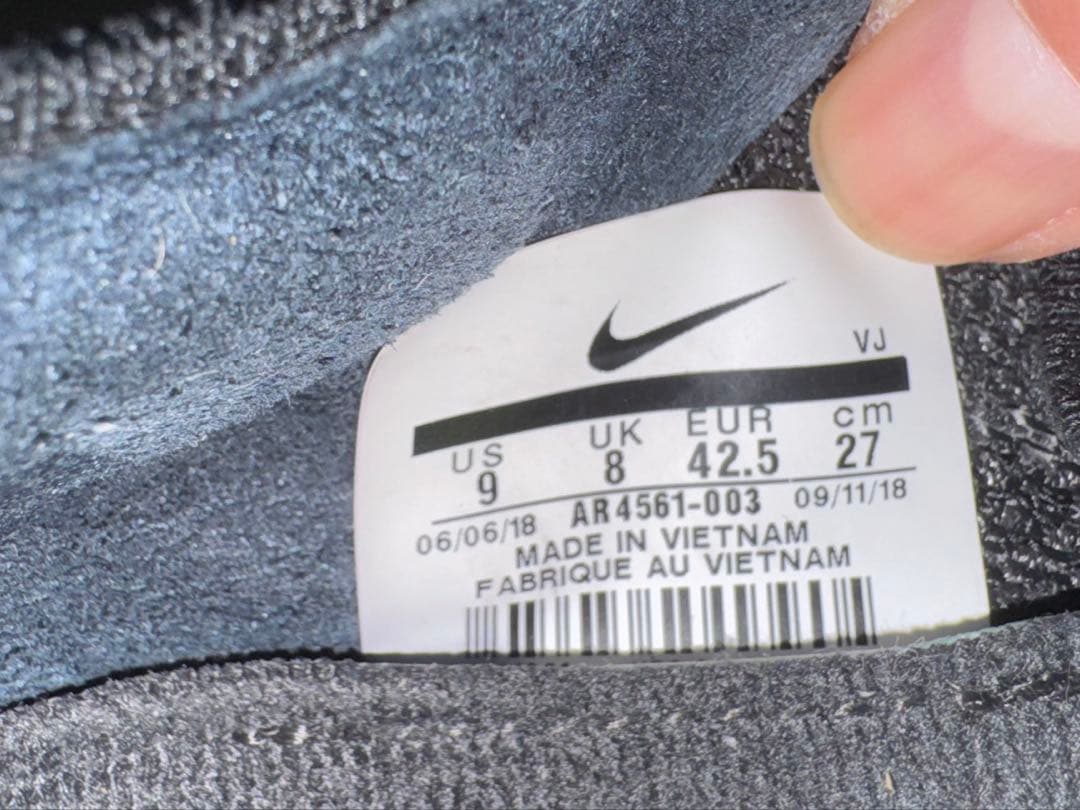 VJ
US UK EUR cm
9 8 42.5 27
06/06/18 AR4561-003 09/11/18
MADE IN VIETNAM
FABRIQUE AU VIETNAM